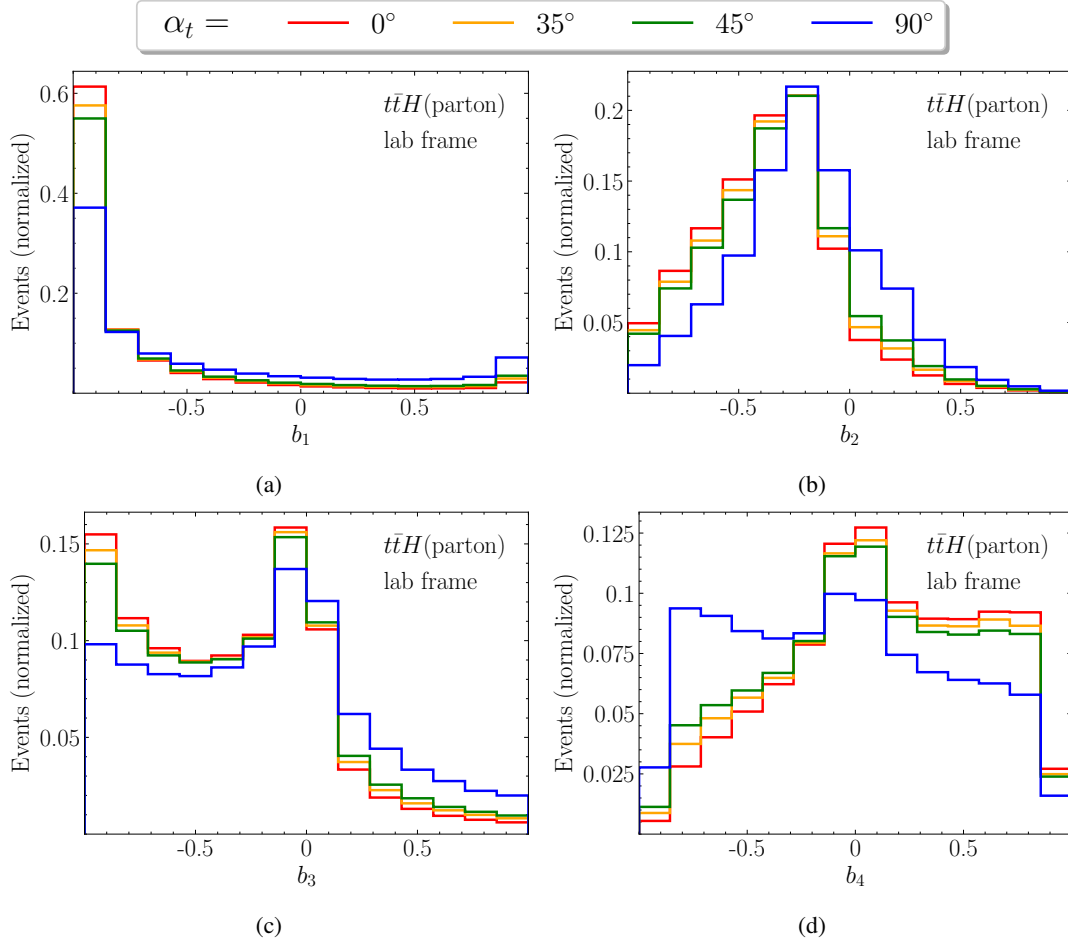 αt = 0° 35° 45° 90°
0.6
0.4
0.2
Events (normalized)
tt̄H(parton)
lab frame
-0.5 0 0.5
b1
(a)
0.2
0.15
0.1
0.05
Events (normalized)
tt̄H(parton)
lab frame
-0.5 0 0.5
b2
(b)
0.15
0.1
0.05
Events (normalized)
tt̄H(parton)
lab frame
-0.5 0 0.5
b3
(c)
0.125
0.1
0.075
0.05
0.025
Events (normalized)
tt̄H(parton)
lab frame
-0.5 0 0.5
b4
(d)